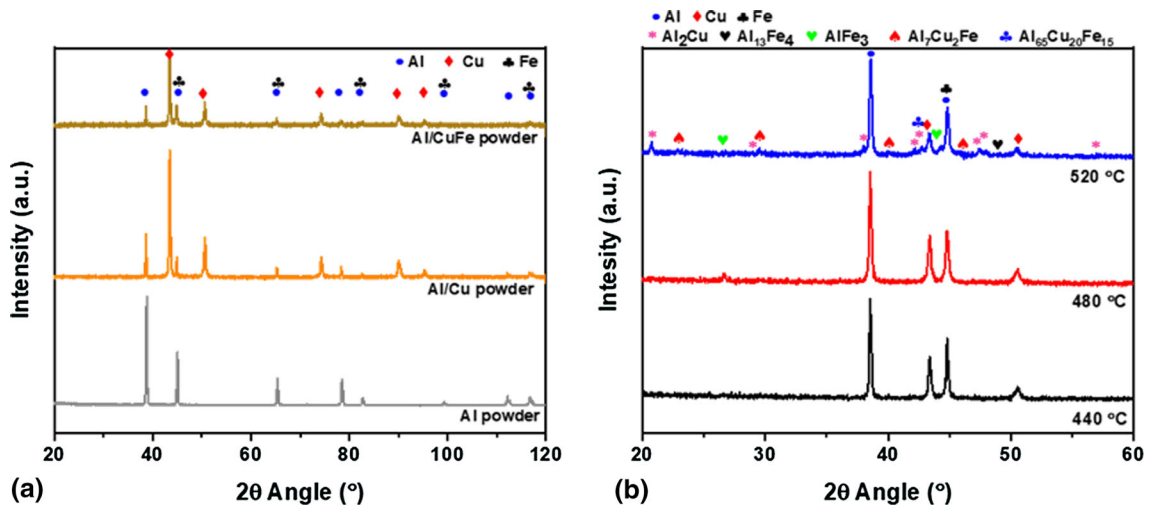 Al Cu Fe
Al/CuFe powder
Al/Cu powder
Al powder
Intensity (a.u.)
20 40 60 80 100 120
2θ Angle (°)
(a)
Al Cu Fe
Al2Cu Al13Fe4 AlFe3 Al7Cu2Fe Al65Cu20Fe15
520 °C
480 °C
440 °C
Intesity (a.u.)
20 30 40 50 60
2θ Angle (°)
(b)